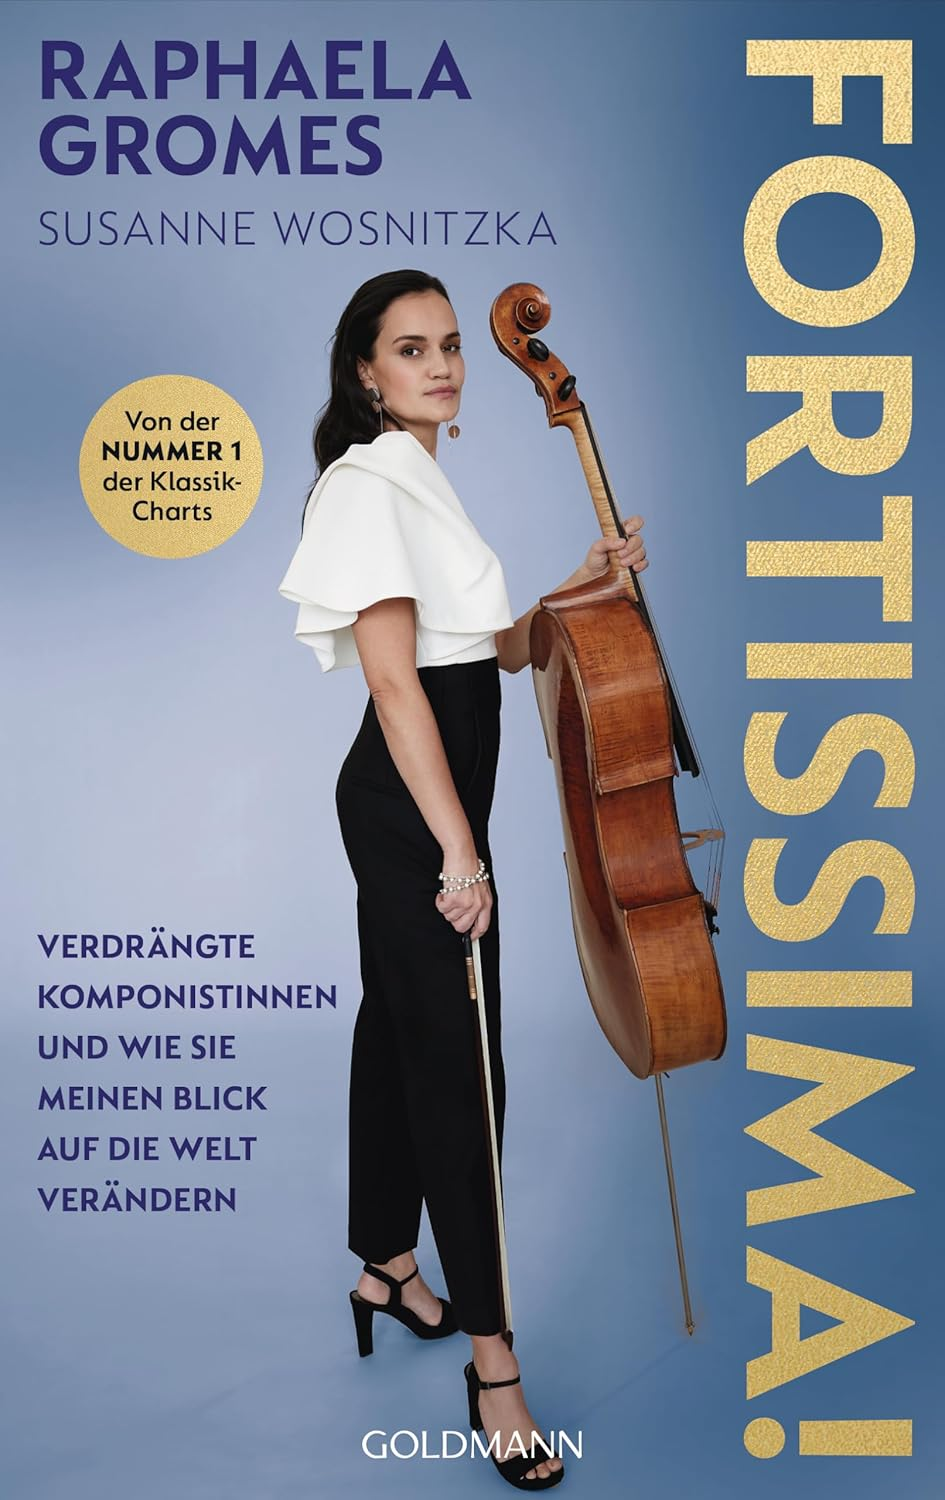 RAPHAELA
GROMES
SUSANNE WOSNITZKA
FORTISSIMA!
Von der
NUMMER 1
der Klassik-
Charts
VERDRÄNGTE
KOMPONISTINNEN
UND WIE SIE
MEINEN BLICK
AUF DIE WELT
VERÄNDERN
GOLDMANN